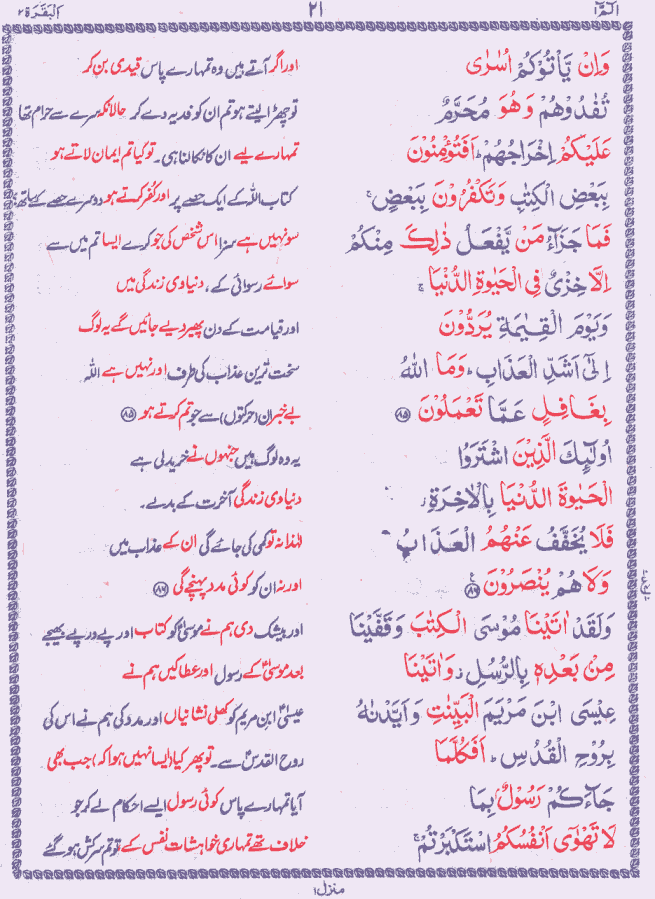 الٓمّٓ ۱
۲۱
اَلْبَقَرَة ۲
وَاِنْ يَّاْتُوْكُمْ اُسٰرٰى
اور اگر آتے ہیں وہ تمہارے پاس قیدی بن کر
تُفٰدُوْهُمْ وَهُوَ مُحَرَّمٌ
تو چھڑا لیتے ہو تم ان کو فدیہ دے کر حالانکہ سرے سے حرام تھا
عَلَيْكُمْ اِخْرَاجُهُمْ ؕ اَفَتُؤْمِنُوْنَ
تمہارے لیے ان کا نکالنا ہی۔ تو کیا تم ایمان لاتے ہو
بِبَعْضِ الْكِتٰبِ وَتَكْفُرُوْنَ بِبَعْضٍ ۚ
کتاب اللہ کے ایک حصے پر اور کفر کرتے ہو دوسرے حصے کے ساتھ؛
فَمَا جَزَآءُ مَنْ يَّفْعَلُ ذٰلِكَ مِنْكُمْ
سو نہیں ہے سزا اس شخص کی جو کرے ایسا تم میں سے
اِلَّا خِزْىٌ فِى الْحَيٰوةِ الدُّنْيَا ۚ
سوائے رسوائی کے، دنیاوی زندگی میں
وَيَوْمَ الْقِيٰمَةِ يُرَدُّوْنَ
اور قیامت کے دن پھیر دیے جائیں گے یہ لوگ
اِلٰٓى اَشَدِّ الْعَذَابِ ؕ وَمَا اللّٰهُ
سخت ترین عذاب کی طرف اور نہیں ہے اللہ
بِغَافِلٍ عَمَّا تَعْمَلُوْنَ ﴿۸۵﴾
بے خبر ان (حرکتوں) سے جو تم کرتے ہو ﴿۸۵﴾
اُولٰٓئِكَ الَّذِيْنَ اشْتَرَوُا
یہ وہ لوگ ہیں جنہوں نے خرید لی ہے
الْحَيٰوةَ الدُّنْيَا بِالْاٰخِرَةِ ز
دنیاوی زندگی آخرت کے بدلے۔
فَلَا يُخَفَّفُ عَنْهُمُ الْعَذَابُ
لہٰذا نہ تو کمی کی جائے گی ان کے عذاب میں
وَلَا هُمْ يُنْصَرُوْنَ ﴿۸۶﴾
اور نہ ان کو کوئی مدد پہنچے گی ﴿۸۶﴾
وَلَقَدْ اٰتَيْنَا مُوْسَى الْكِتٰبَ وَقَفَّيْنَا
اور بیشک دی ہم نے موسیٰؑ کو کتاب اور پے در پے بھیجے
مِنْۢ بَعْدِهٖ بِالرُّسُلِ ز وَاٰتَيْنَا
بعد موسیٰؑ کے رسول اور عطا کیں ہم نے
عِيْسَى ابْنَ مَرْيَمَ الْبَيِّنٰتِ وَاَيَّدْنٰهُ
عیسیٰؑ ابن مریم کو کھلی نشانیاں اور مدد کی ہم نے اس کی
بِرُوْحِ الْقُدُسِ ؕ اَفَكُلَّمَا
روح القدس سے۔ تو پھر کیا (ایسا نہیں ہوا کہ) جب بھی
جَآءَكُمْ رَسُوْلٌۢ بِمَا
آیا تمہارے پاس کوئی رسول ایسے احکام لے کر جو
لَا تَهْوٰٓى اَنْفُسُكُمُ اسْتَكْبَرْتُمْ ۚ
خلاف تھے تمہاری خواہشات نفس کے تو تم سرکش ہو گئے
منزل۱